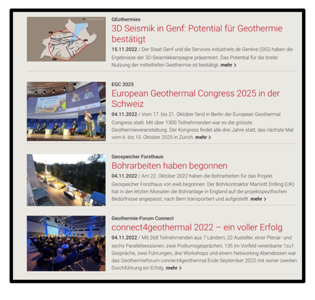 GEothermies
3D Seismik in Genf: Potential für Geothermie
bestätigt
15.11.2022 / Der Staat Genf und die Services industriels de Genève (SIG) haben die
Ergebnisse der 3D Seismikkampagne präsentiert. Das Potential für die breite
Nutzung der mitteltiefen Geothermie ist bestätigt. mehr >
EGC 2025
European Geothermal Congress 2025 in der
Schweiz
04.11.2022 / Vom 17. bis 21. Oktober fand in Berlin der European Geothermal
Congress statt. Mit über 1300 Teilnehmenden war es die grösste
Geothermieveranstaltung. Der Kongress findet alle drei Jahre statt, das nächste Mal
vom 6. bis 10. Oktober 2025 in Zürich. mehr >
Geospeicher Forsthaus
Bohrarbeiten haben begonnen
04.11.2022 / Am 22. Oktober 2022 haben die Bohrarbeiten für das Projekt
Geospeicher Forsthaus von ewb begonnen. Der Bohrkontraktor Marriott Drilling (UK)
hat in den letzten Monaten die Bohranlage in England auf die projektspezifischen
Bedürfnisse angepasst, nach Bern transportiert und aufgestellt. mehr >
Geothermie-Forum Connect
connect4geothermal 2022 – ein voller Erfolg
04.11.2022 / Mit 268 Teilnehmenden aus 7 Ländern, 22 Austeller, einer Plenar- und
sechs Parallelsessionen, zwei Podiumsgesprächen, 135 im Vorfeld vereinbarte 1zu1
Gespräche, zwei Führungen, drei Workshops und einem Networking Abendessen war
das Geothermieforum connect4geothermal Ende September 2022 mit seiner zweiten
Durchführung ein Erfolg. mehr >